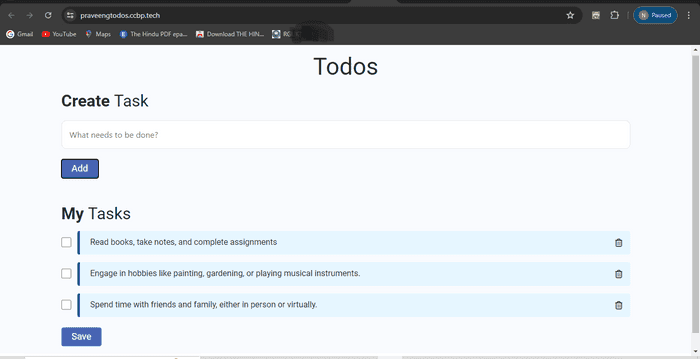 praveengtodos.ccbp.tech
N Paused
Gmail YouTube Maps The Hindu PDF epa... Download THE HIN...
Todos
Create Task
What needs to be done?
Add
My Tasks
Read books, take notes, and complete assignments
Engage in hobbies like painting, gardening, or playing musical instruments.
Spend time with friends and family, either in person or virtually.
Save